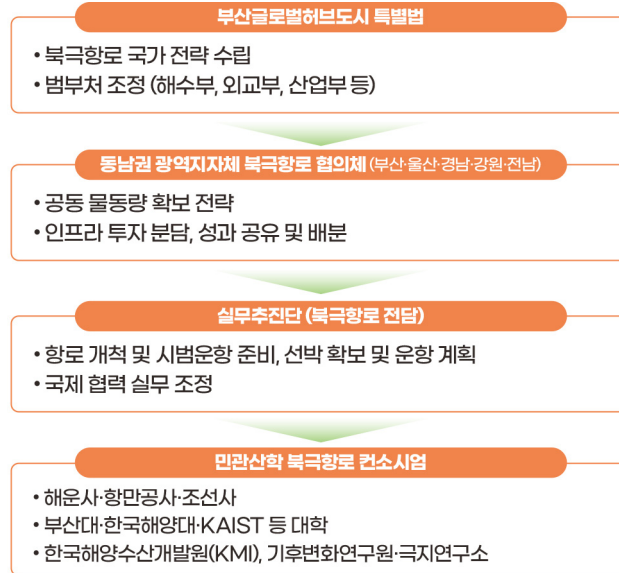 부산글로벌허브도시 특별법
• 북극항로 국가 전략 수립
• 범부처 조정 (해수부, 외교부, 산업부 등)
동남권 광역지자체 북극항로 협의체 (부산·울산·경남·강원·전남)
• 공동 물동량 확보 전략
• 인프라 투자 분담, 성과 공유 및 배분
실무추진단 (북극항로 전담)
• 항로 개척 및 시범운항 준비, 선박 확보 및 운항 계획
• 국제 협력 실무 조정
민관산학 북극항로 컨소시엄
• 해운사·항만공사·조선사
• 부산대·한국해양대·KAIST 등 대학
• 한국해양수산개발원(KMI), 기후변화연구원·극지연구소